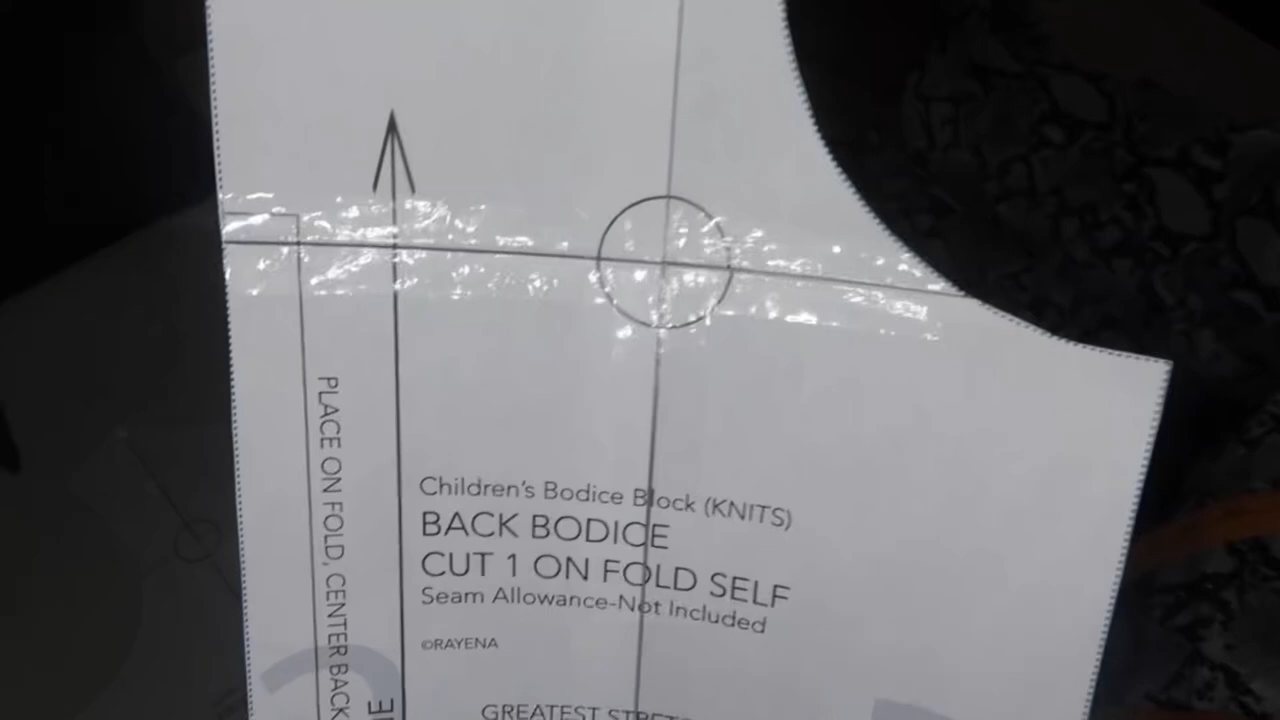 PLACE ON FOLD, CENTER BACK
Children's Bodice Block (KNITS)
BACK BODICE
CUT 1 ON FOLD SELF
Seam Allowance-Not Included
©RAYENA
GREATEST